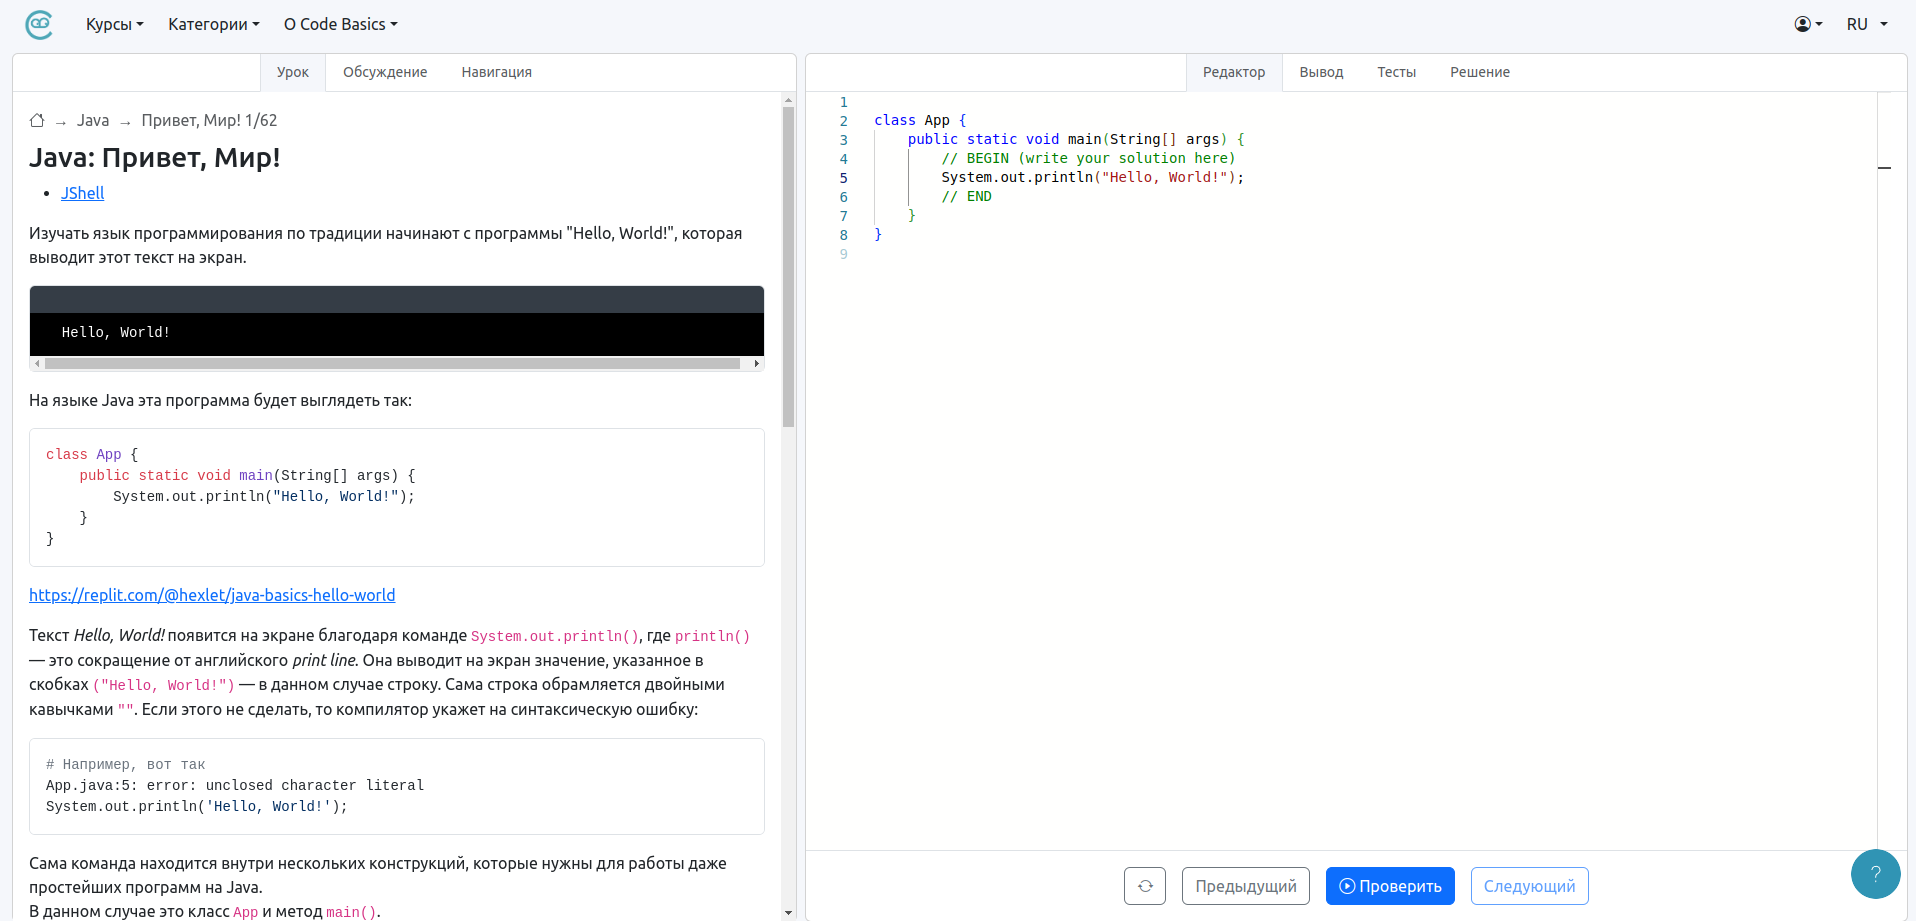 Курсы Категории О Code Basics RU
Урок Обсуждение Навигация
→ Java → Привет, Мир! 1/62
Java: Привет, Мир!
• JShell
Изучать язык программирования по традиции начинают с программы "Hello, World!", которая
выводит этот текст на экран.
Hello, World!
На языке Java эта программа будет выглядеть так:
class App {
    public static void main(String[] args) {
        System.out.println("Hello, World!");
    }
}
https://replit.com/@hexlet/java-basics-hello-world
Текст Hello, World! появится на экране благодаря команде System.out.println(), где println()
— это сокращение от английского print line. Она выводит на экран значение, указанное в
скобках ("Hello, World!") — в данном случае строку. Сама строка обрамляется двойными
кавычками "". Если этого не сделать, то компилятор укажет на синтаксическую ошибку:
# Например, вот так
App.java:5: error: unclosed character literal
System.out.println('Hello, World!');
Сама команда находится внутри нескольких конструкций, которые нужны для работы даже
простейших программ на Java.
В данном случае это класс App и метод main().
Редактор Вывод Тесты Решение
1
2 class App {
3     public static void main(String[] args) {
4         // BEGIN (write your solution here)
5         System.out.println("Hello, World!");
6         // END
7     }
8 }
9
Предыдущий Проверить Следующий
?